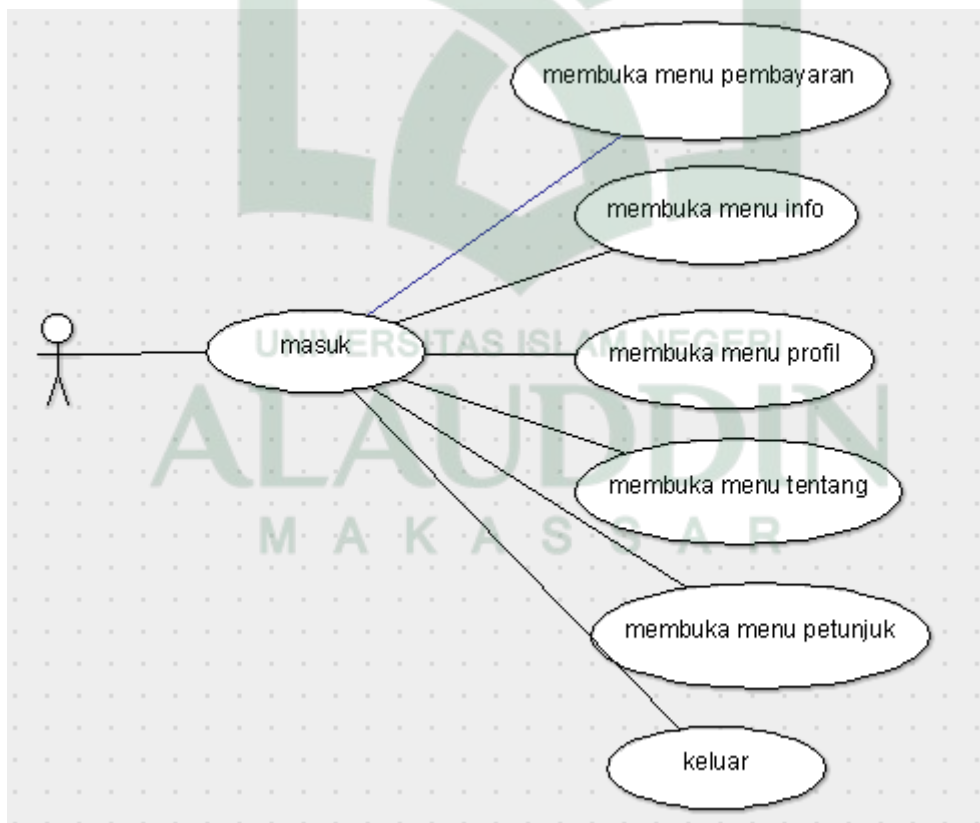 membuka menu pembayaran
membuka menu info
masuk
UNIVERSITAS ISLAM NEGERI
membuka menu profil
ALAUDDIN
membuka menu tentang
MAKASSAR
membuka menu petunjuk
keluar